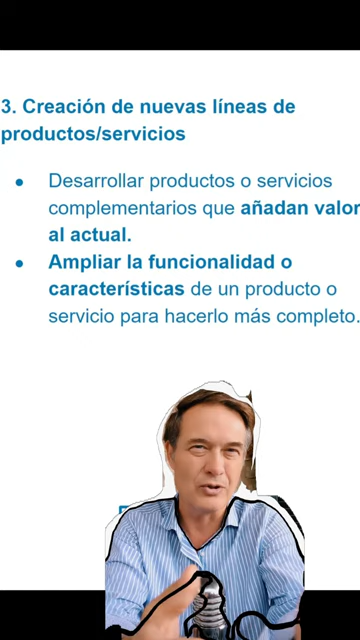 3. Creación de nuevas líneas de
productos/servicios
● Desarrollar productos o servicios
complementarios que añadan valor
al actual.
● Ampliar la funcionalidad o
características de un producto o
servicio para hacerlo más completo.